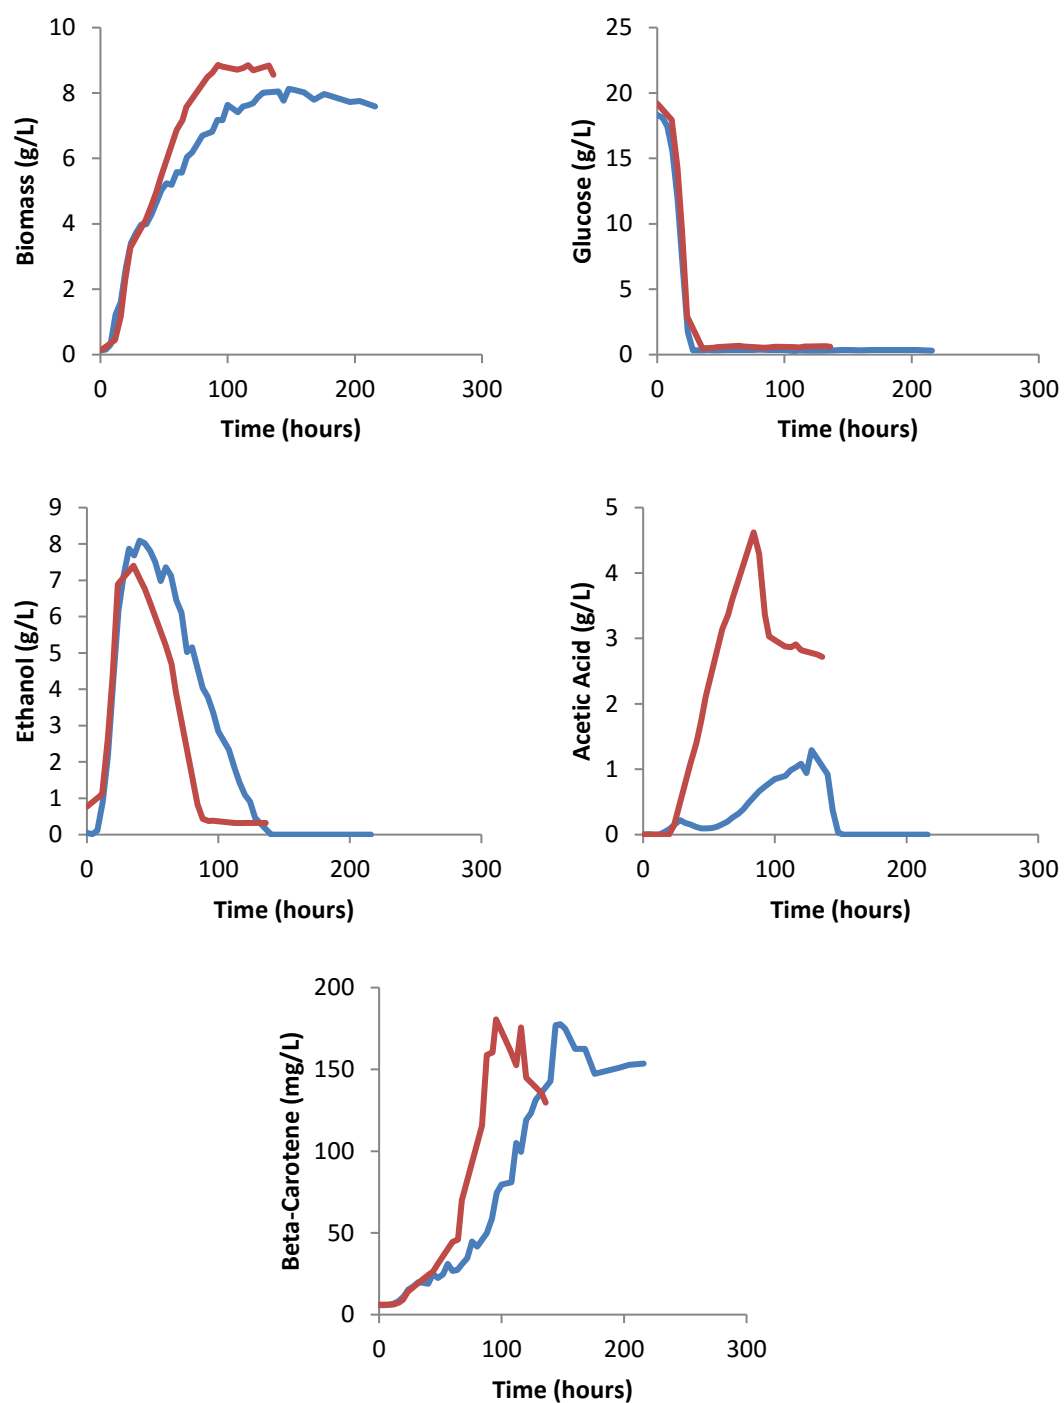 Biomass (g/L)
10
8
6
4
2
0
0 100 200 300
Time (hours)
Glucose (g/L)
25
20
15
10
5
0
0 100 200 300
Time (hours)
Ethanol (g/L)
9
8
7
6
5
4
3
2
1
0
0 100 200 300
Time (hours)
Acetic Acid (g/L)
5
4
3
2
1
0
0 100 200 300
Time (hours)
Beta-Carotene (mg/L)
200
150
100
50
0
0 100 200 300
Time (hours)